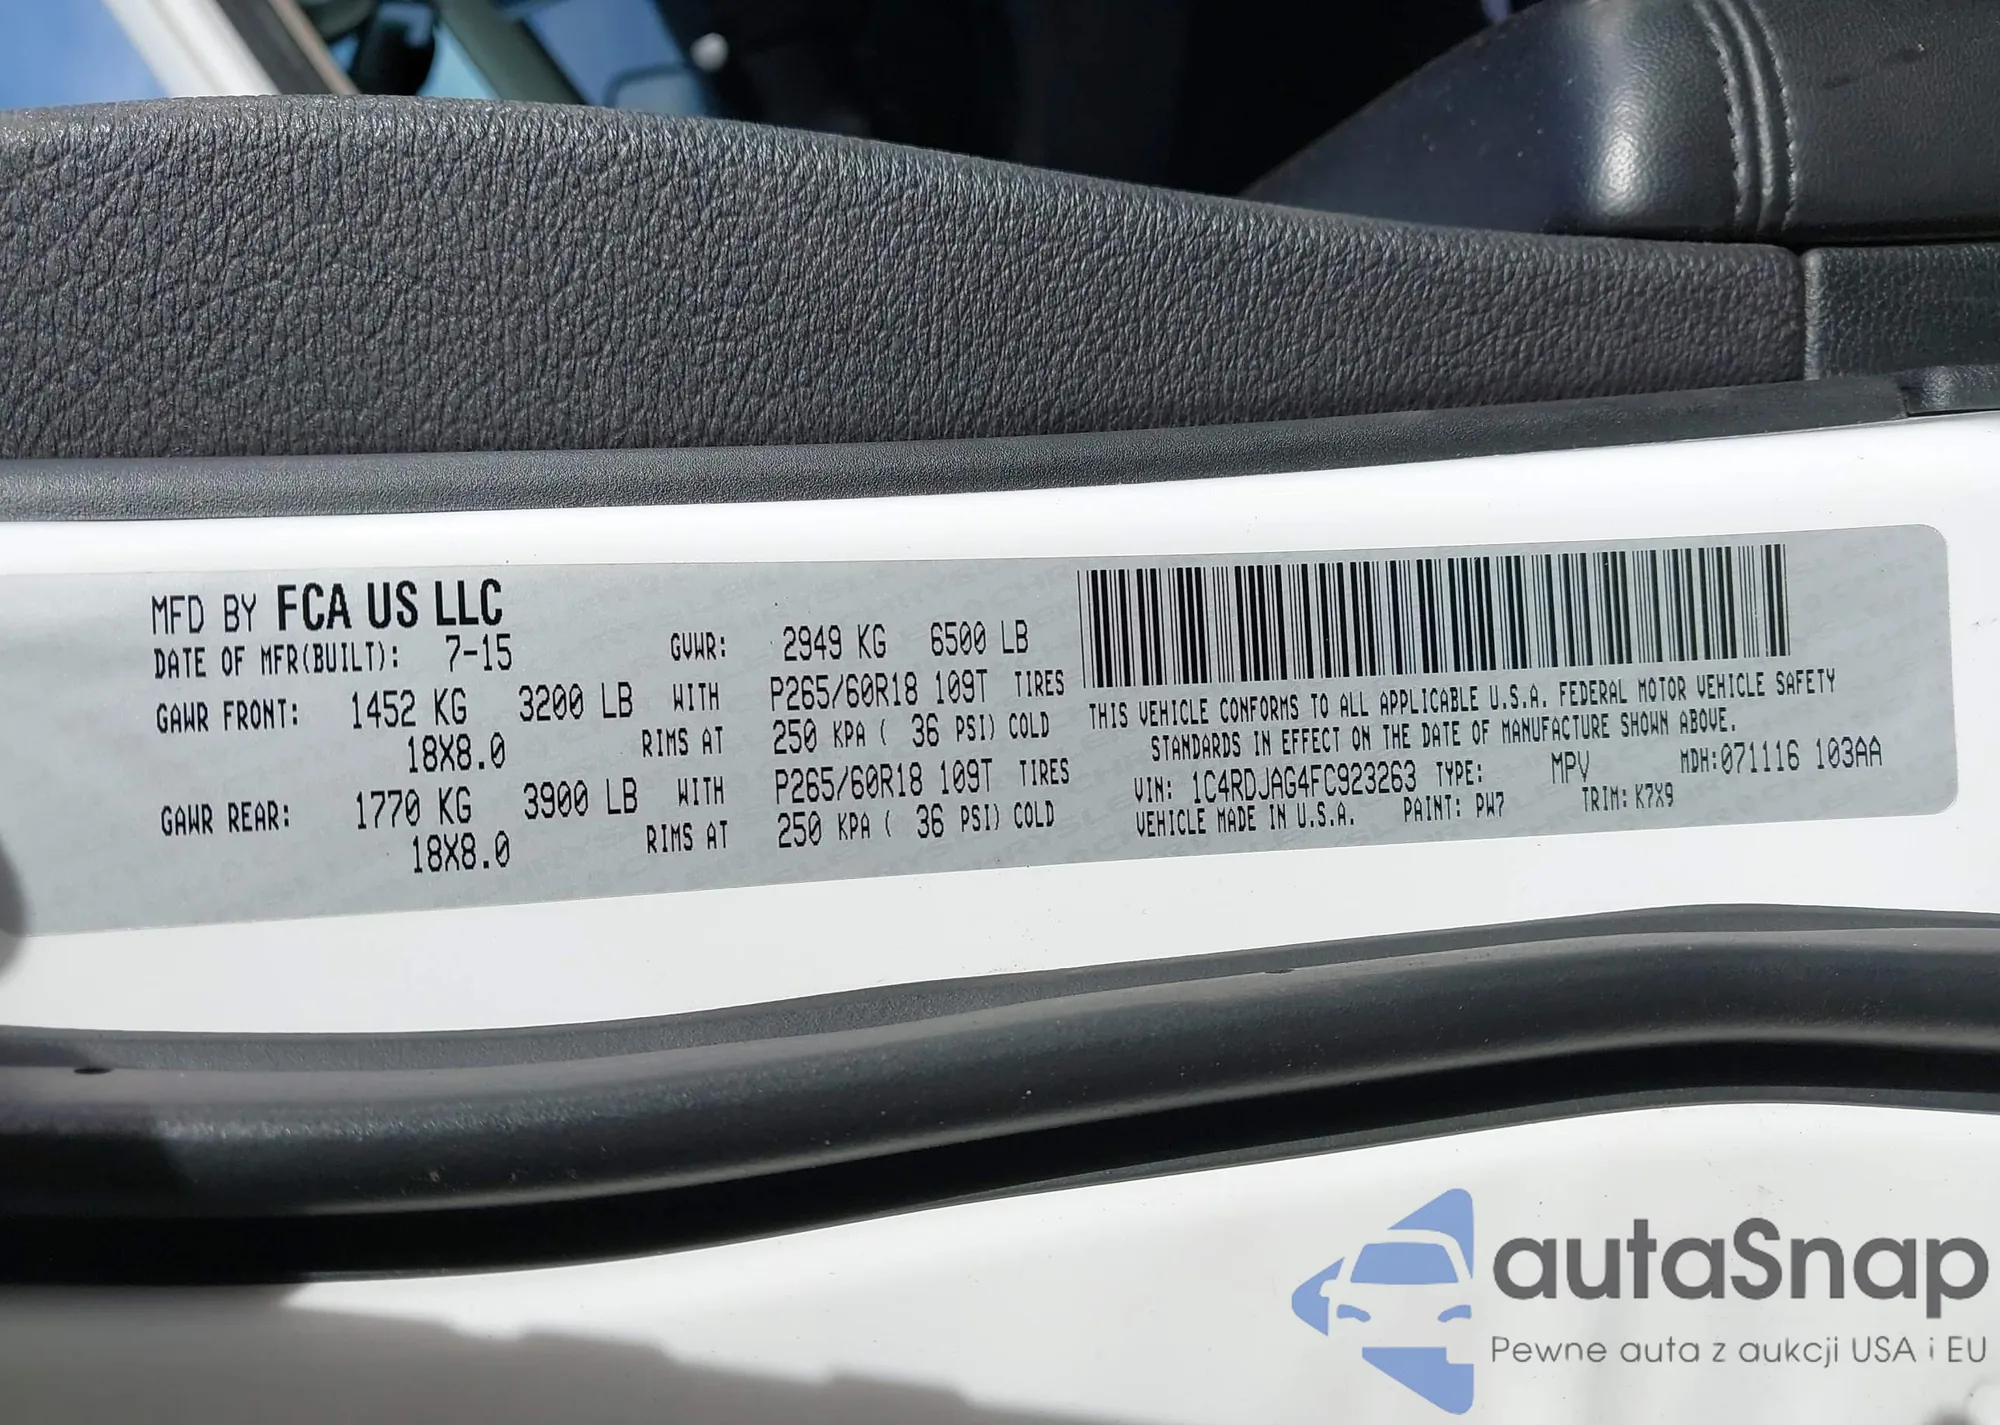 MFD BY FCA US LLC
DATE OF MFR(BUILT): 7-15 GVWR: 2949 KG 6500 LB
GAWR FRONT: 1452 KG 3200 LB WITH P265/60R18 109T TIRES
18X8.0 RIMS AT 250 KPA ( 36 PSI) COLD
GAWR REAR: 1770 KG 3900 LB WITH P265/60R18 109T TIRES
18X8.0 RIMS AT 250 KPA ( 36 PSI) COLD
THIS VEHICLE CONFORMS TO ALL APPLICABLE U.S.A. FEDERAL MOTOR VEHICLE SAFETY
STANDARDS IN EFFECT ON THE DATE OF MANUFACTURE SHOWN ABOVE.
VIN: 1C4RDJAG4FC923263 TYPE: MPV MDH:071116 103AA
VEHICLE MADE IN U.S.A. PAINT: PW7 TRIM: K7X9
autaSnap
Pewne auta z aukcji USA i EU